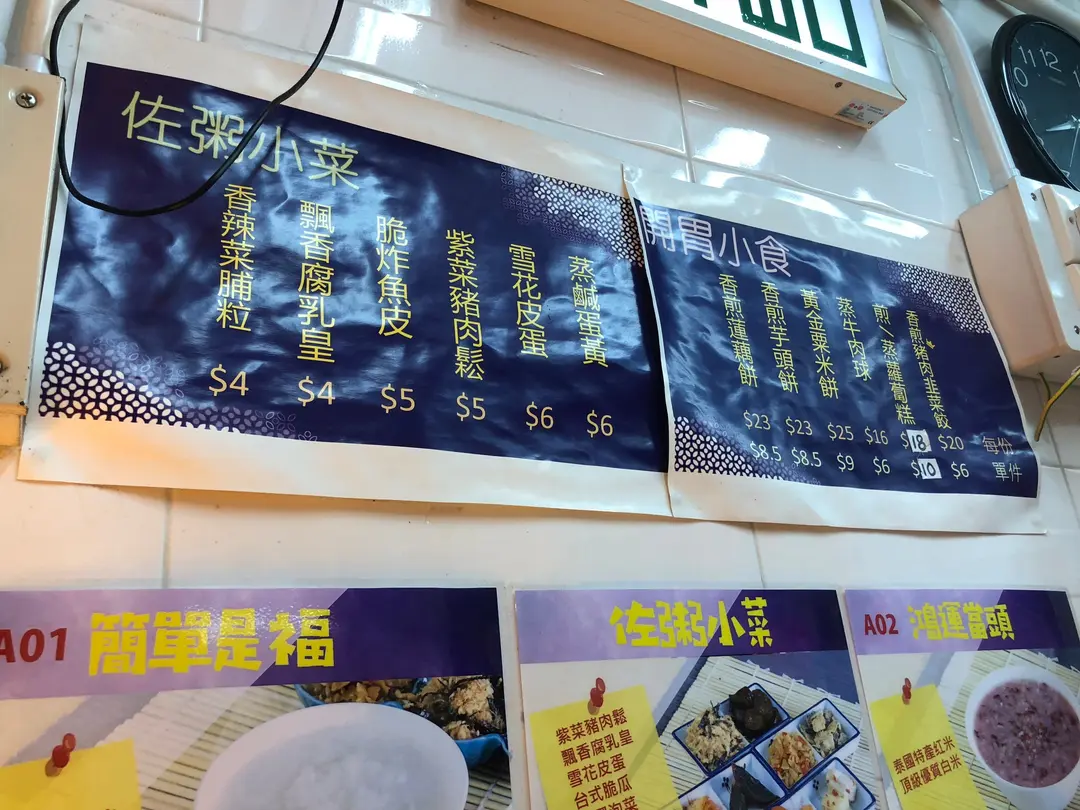 佐粥小菜
香辣菜脯粒
$4
飄香腐乳皇
$4
脆炸魚皮
$5
紫菜豬肉鬆
$5
雪花皮蛋
$6
蒸鹹蛋黃
$6
開胃小食
香煎蓮藕餅
$23
$8.5
香煎芋頭餅
$23
$8.5
黃金粟米餅
$25
$9
蒸牛肉球
$16
$6
煎/蒸蘿蔔糕
$18
$10
香煎豬肉韭菜餃
$20
$6
每份
單件
11 12
A01 簡單是福
佐粥小菜
紫菜豬肉鬆
飄香腐乳皇
雪花皮蛋
台式脆瓜
A02 鴻運當頭
泰國特產红米
頂級優質白米